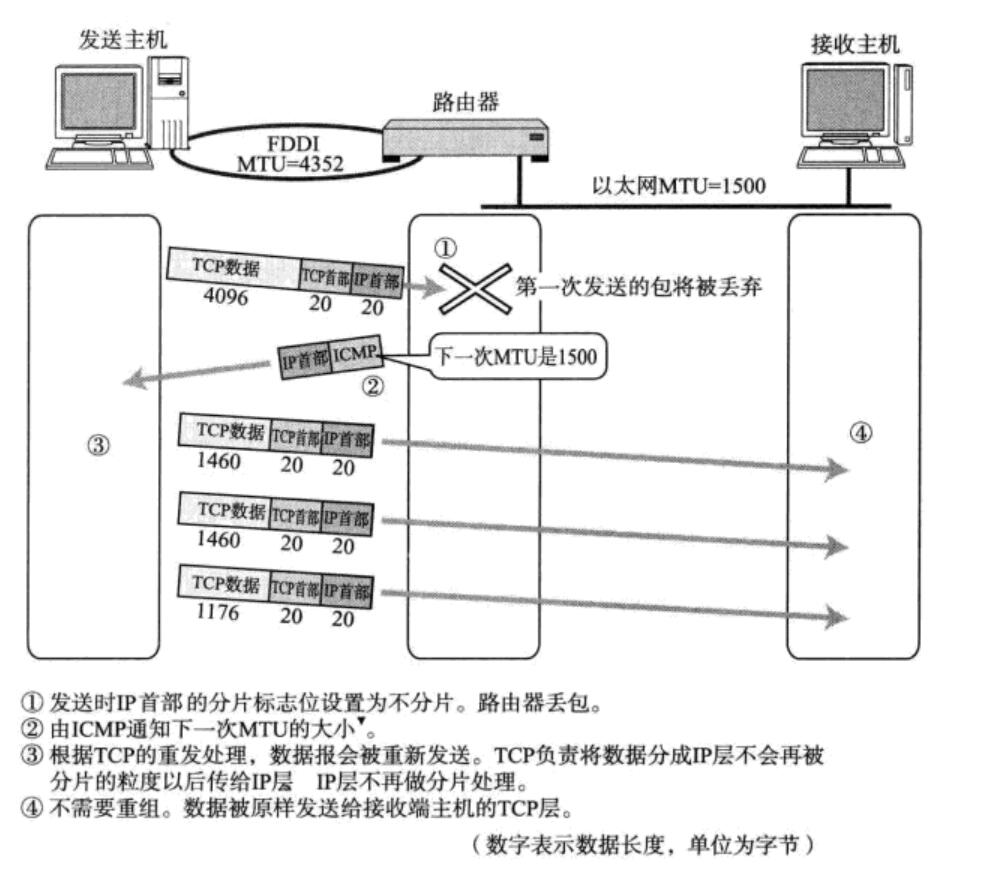 发送主机
接收主机
路由器
FDDI
MTU=4352
以太网MTU=1500
①
TCP数据 TCP首部 IP首部
4096 20 20
第一次发送的包将被丢弃
IP首部 ICMP
下一次MTU是1500
②
③
④
TCP数据 TCP首部 IP首部
1460 20 20
TCP数据 TCP首部 IP首部
1460 20 20
TCP数据 TCP首部 IP首部
1176 20 20
① 发送时IP首部的分片标志位设置为不分片。路由器丢包。
② 由ICMP通知下一次MTU的大小▼。
③ 根据TCP的重发处理，数据报会被重新发送。TCP负责将数据分成IP层不会再被
分片的粒度以后传给IP层 IP层不再做分片处理。
④ 不需要重组。数据被原样发送给接收端主机的TCP层。
（数字表示数据长度，单位为字节）